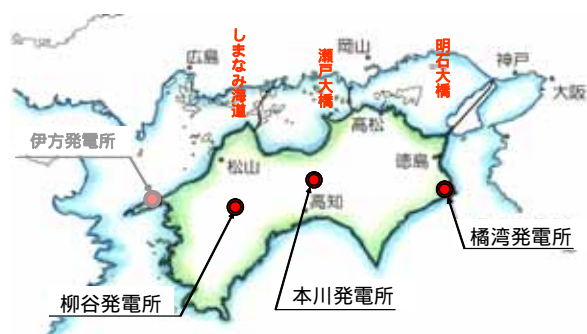 しまなみ海道
瀬戸大橋
明石大橋
広島
岡山
神戸
大阪
高松
伊方発電所
松山
徳島
高知
橘湾発電所
柳谷発電所
本川発電所